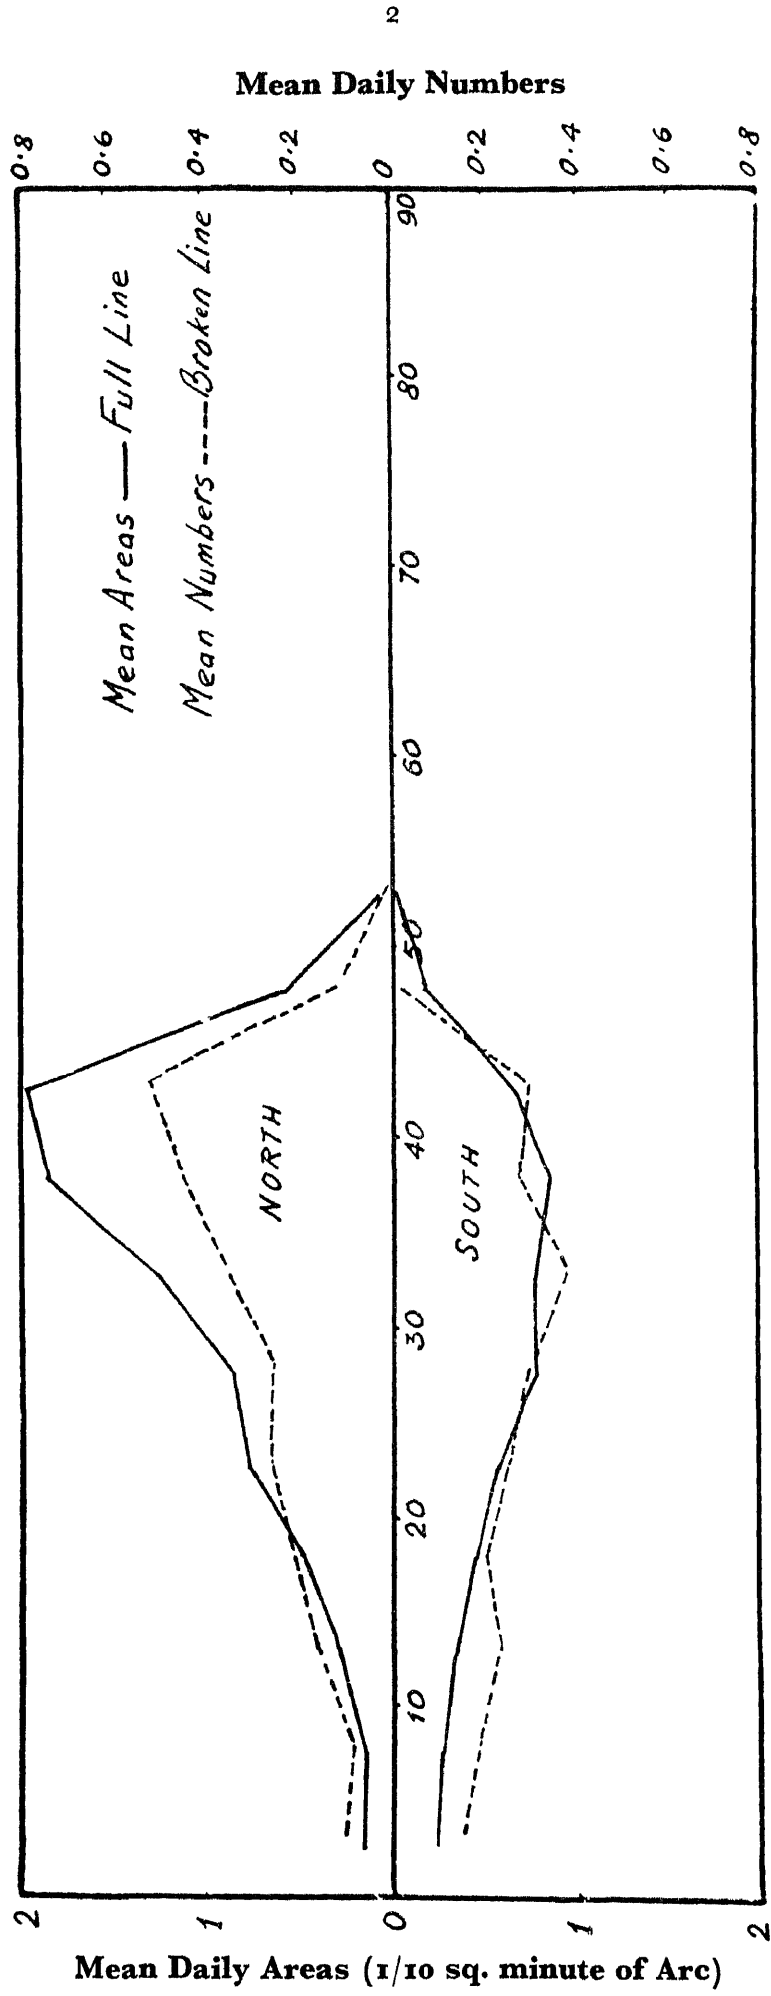 2
Mean Daily Numbers
0.8 0.6 0.4 0.2 0 0.2 0.4 0.6 0.8
90
80
70
60
50
40
30
20
10
Mean Areas — Full Line
Mean Numbers ---- Broken Line
NORTH
SOUTH
2 1 0 1 2
Mean Daily Areas (1/10 sq. minute of Arc)